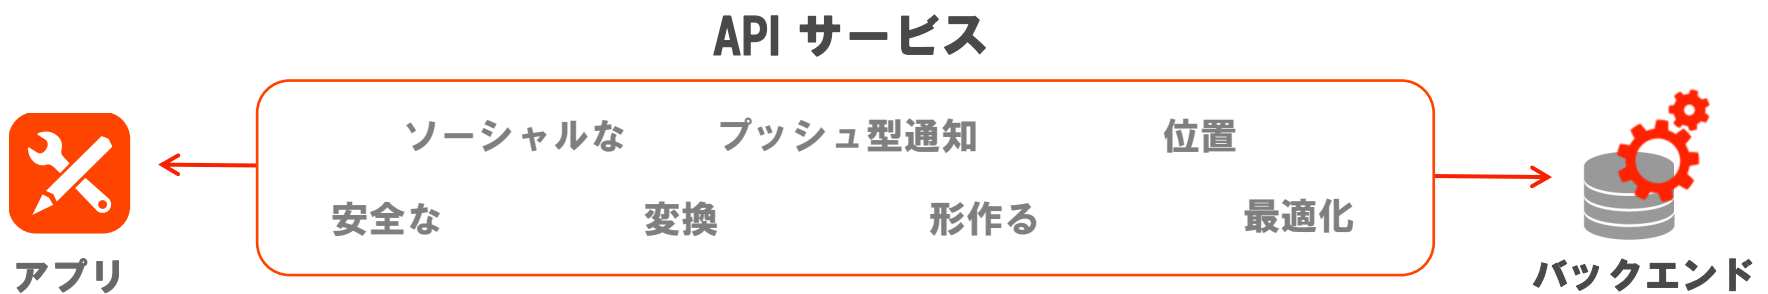 API サービス
ソーシャルな プッシュ型通知 位置
安全な 変換 形作る 最適化
アプリ
バックエンド